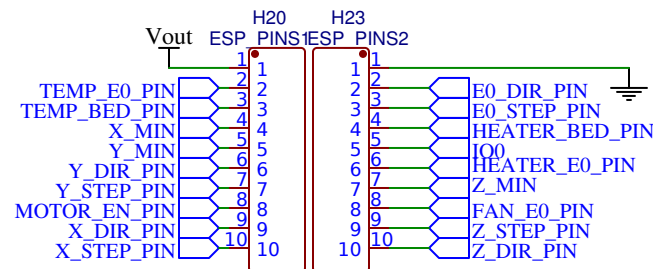 H20 H23
Vout ESP_PINS1 ESP_PINS2
1 1 1 1
TEMP_E0_PIN 2 2 2 2 E0_DIR_PIN
TEMP_BED_PIN 3 3 3 3 E0_STEP_PIN
X_MIN 4 4 4 4 HEATER_BED_PIN
Y_MIN 5 5 5 5 IO0
Y_DIR_PIN 6 6 6 6 HEATER_E0_PIN
Y_STEP_PIN 7 7 7 7 Z_MIN
MOTOR_EN_PIN 8 8 8 8 FAN_E0_PIN
X_DIR_PIN 9 9 9 9 Z_STEP_PIN
X_STEP_PIN 10 10 10 10 Z_DIR_PIN